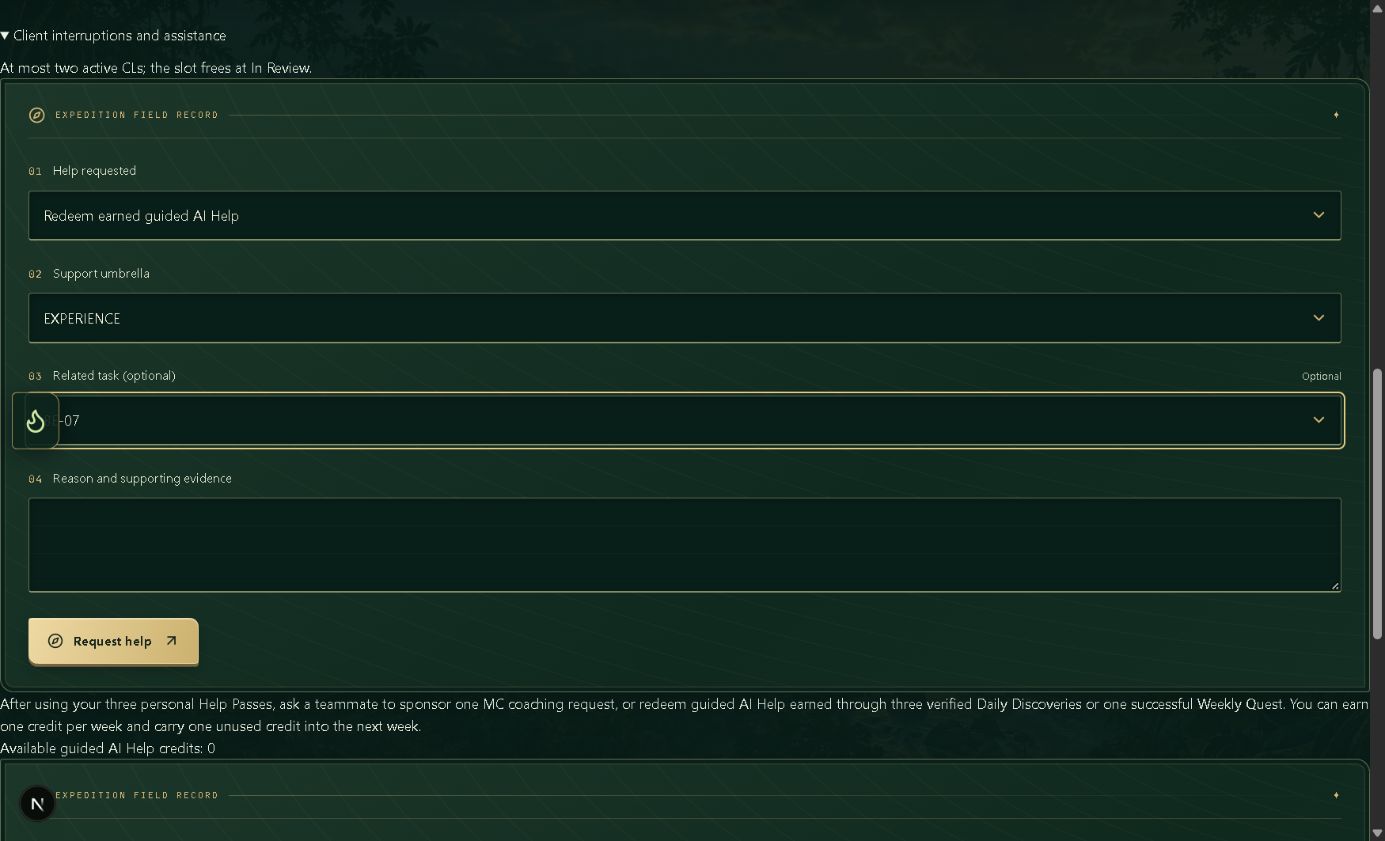 ▼ Client interruptions and assistance
At most two active CLs; the slot frees at In Review.
EXPEDITION FIELD RECORD
01 Help requested
Redeem earned guided AI Help
02 Support umbrella
EXPERIENCE
03 Related task (optional)
Optional
-07
04 Reason and supporting evidence
Request help
After using your three personal Help Passes, ask a teammate to sponsor one MC coaching request, or redeem guided AI Help earned through three verified Daily Discoveries or one successful Weekly Quest. You can earn
one credit per week and carry one unused credit into the next week.
Available guided AI Help credits: 0
EXPEDITION FIELD RECORD
N